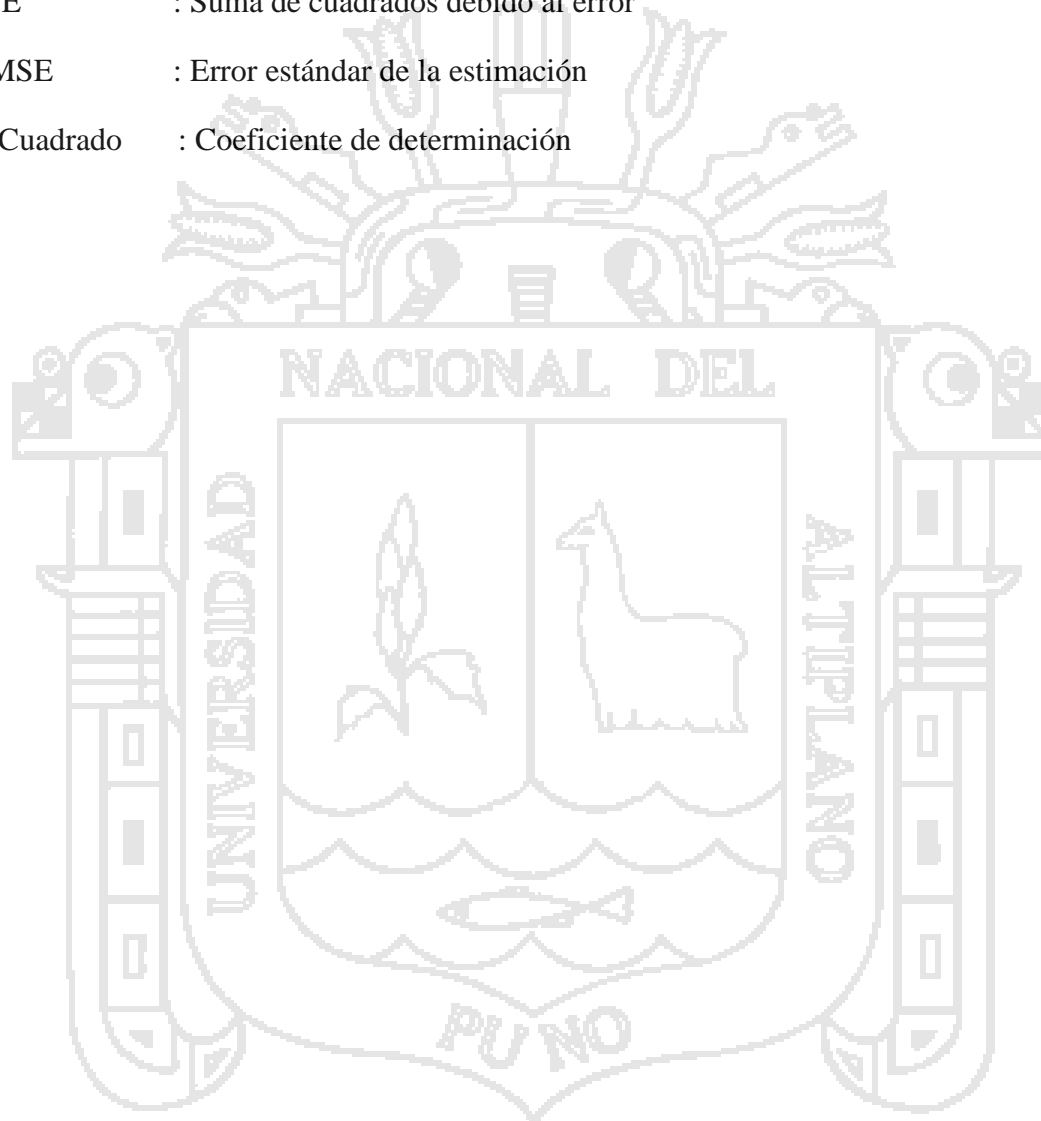 E : Suma de cuadrados debido al error
MSE : Error estándar de la estimación
Cuadrado : Coeficiente de determinación
NACIONAL DEL
UNIVERSIDAD
ALTIPLANO
PUNO